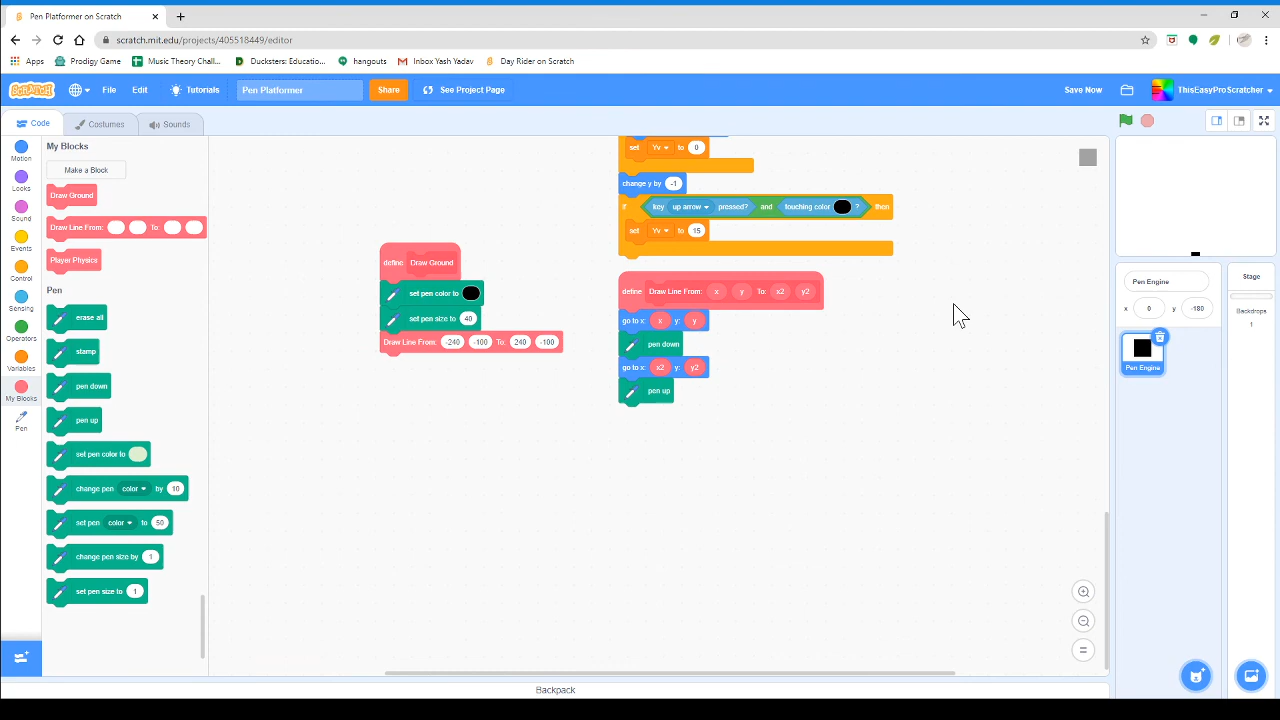 Pen Platformer on Scratch
scratch.mit.edu/projects/405518449/editor
Apps Prodigy Game Music Theory Chall... Ducksters: Educatio... hangouts Inbox Yash Yadav Day Rider on Scratch
SCRATCH File Edit Tutorials Pen Platformer Share See Project Page Save Now ThisEasyProScratcher
Code Costumes Sounds
Motion
Looks
Sound
Events
Control
Sensing
Operators
Variables
My Blocks
Pen
My Blocks
Make a Block
Draw Ground
Draw Line From: To:
Player Physics
Pen
erase all
stamp
pen down
pen up
set pen color to
change pen color by 10
set pen color to 50
change pen size by 1
set pen size to 1
define Draw Ground
set pen color to
set pen size to 40
Draw Line From: -240 -100 To: 240 -100
set Yv to 0
change y by -1
if key up arrow pressed? and touching color ? then
set Yv to 15
define Draw Line From: x y To: x2 y2
go to x: x y: y
pen down
go to x: x2 y: y2
pen up
Pen Engine
x 0 y -180
Pen Engine
Stage
Backdrops
1
Backpack